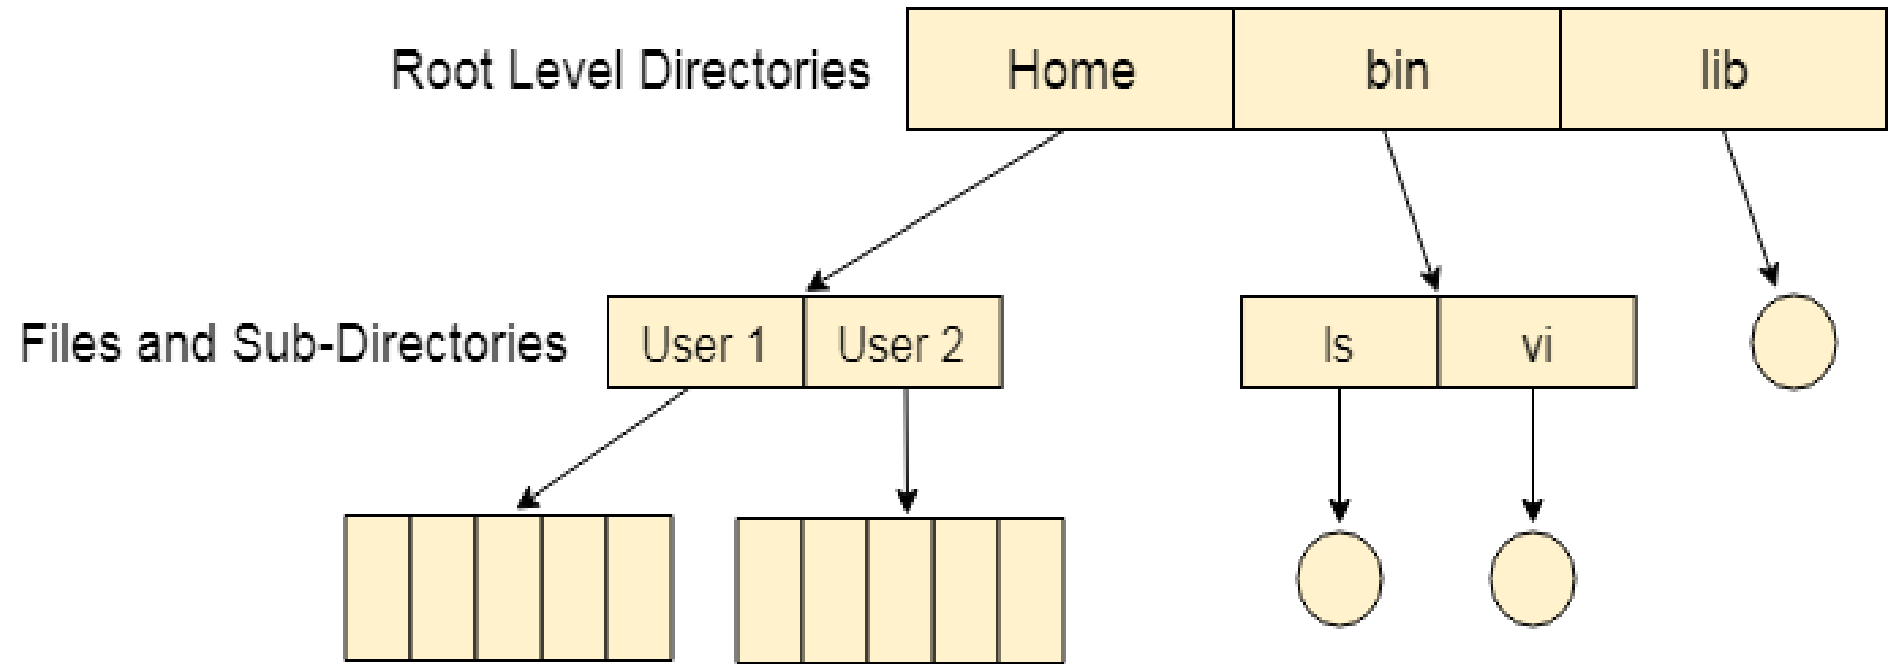 Root Level Directories
Home
bin
lib
Files and Sub-Directories
User 1
User 2
ls
vi